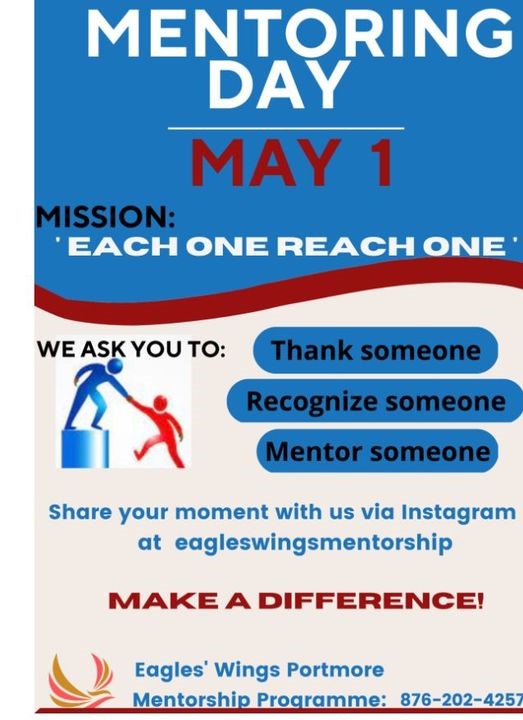 MENTORING
DAY
MAY 1
MISSION:
' EACH ONE REACH ONE '
WE ASK YOU TO:
Thank someone
Recognize someone
Mentor someone
Share your moment with us via Instagram
at eagleswingsmentorship
MAKE A DIFFERENCE!
Eagles' Wings Portmore
Mentorship Programme: 876-202-4257